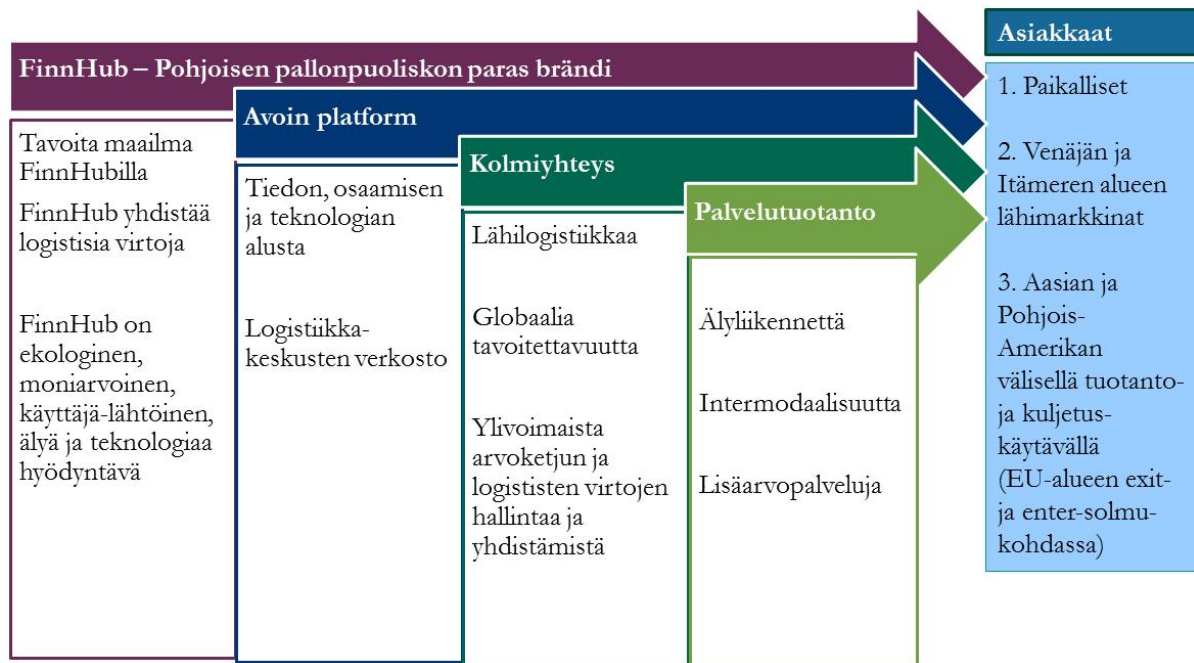 FinnHub – Pohjoisen pallonpuoliskon paras brändi
Tavoita maailma
FinnHubilla
FinnHub yhdistää
logistisia virtoja
FinnHub on
ekologinen,
moniarvoinen,
käyttäjä-lähtöinen,
älyä ja teknologiaa
hyödyntävä
Avoin platform
Tiedon, osaamisen
ja teknologian
alusta
Logistiikka-
keskusten verkosto
Kolmiyhteys
Lähilogistiikkaa
Globaalia
tavoitettavuutta
Ylivoimaista
arvoketjun ja
logististen virtojen
hallintaa ja
yhdistämistä
Palvelutuotanto
Älyliikennettä
Intermodaalisuutta
Lisäarvopalveluja
Asiakkaat
1. Paikalliset
2. Venäjän ja
Itämeren alueen
lähimarkkinat
3. Aasian ja
Pohjois-
Amerikan
välisellä tuotanto-
ja kuljetus-
käytävällä
(EU-alueen exit-
ja enter-solmu-
kohdassa)